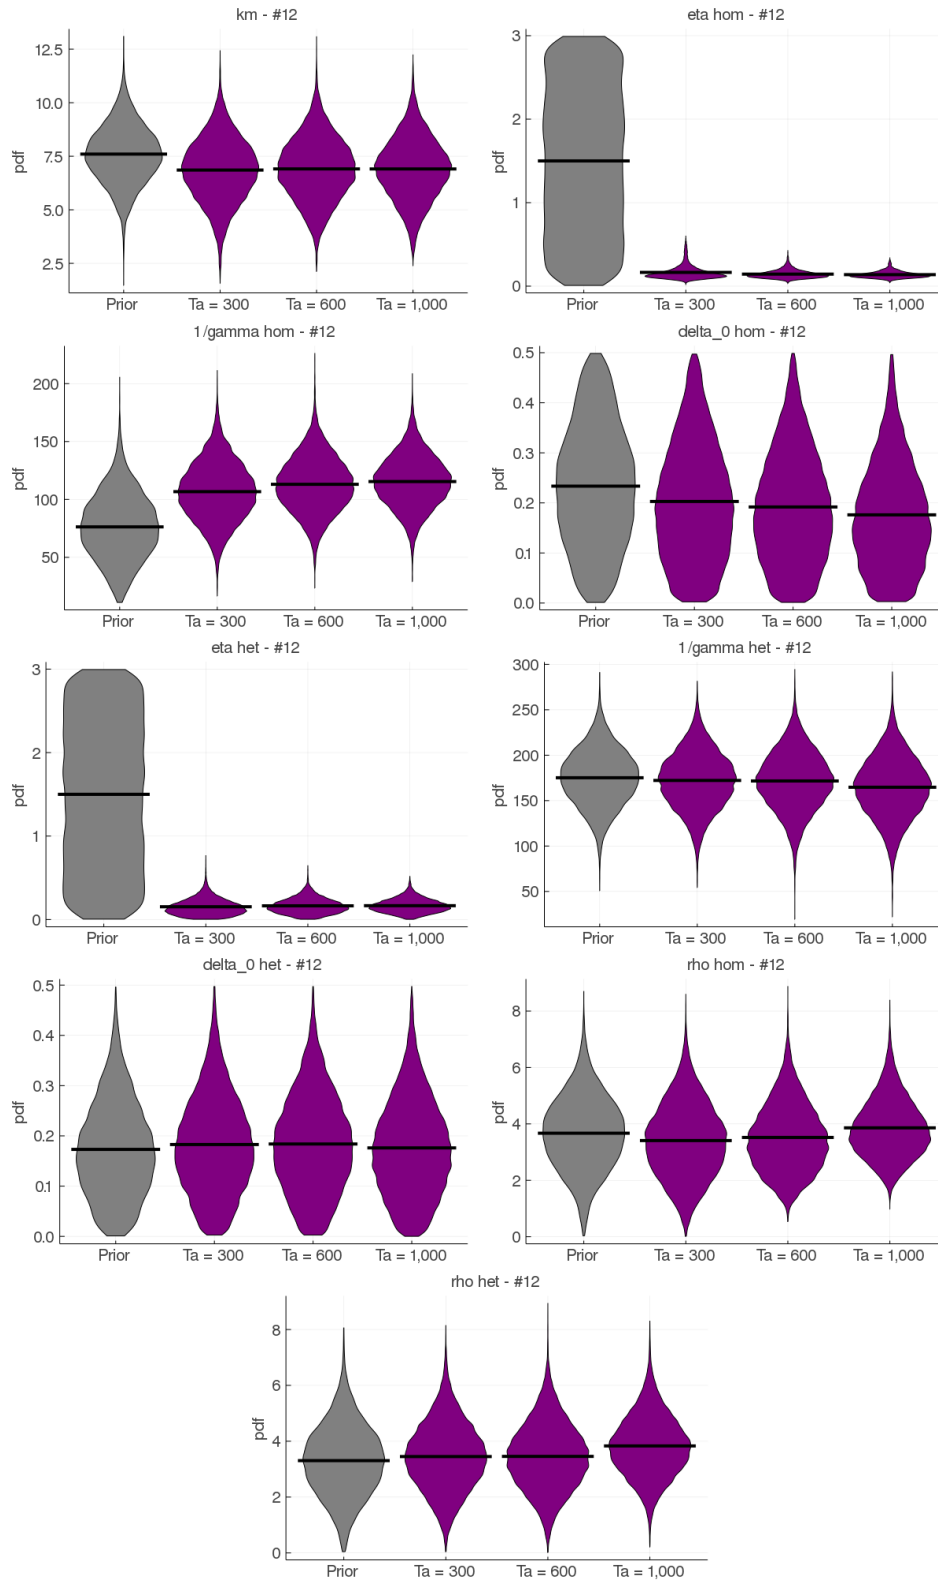 km - #12
pdf
12.5
10.0
7.5
5.0
2.5
Prior Ta = 300 Ta = 600 Ta = 1,000
eta hom - #12
pdf
3
2
1
0
Prior Ta = 300 Ta = 600 Ta = 1,000
1/gamma hom - #12
pdf
200
150
100
50
Prior Ta = 300 Ta = 600 Ta = 1,000
delta_0 hom - #12
pdf
0.5
0.4
0.3
0.2
0.1
0.0
Prior Ta = 300 Ta = 600 Ta = 1,000
eta het - #12
pdf
3
2
1
0
Prior Ta = 300 Ta = 600 Ta = 1,000
1/gamma het - #12
pdf
300
250
200
150
100
50
Prior Ta = 300 Ta = 600 Ta = 1,000
delta_0 het - #12
pdf
0.5
0.4
0.3
0.2
0.1
0.0
Prior Ta = 300 Ta = 600 Ta = 1,000
rho hom - #12
pdf
8
6
4
2
0
Prior Ta = 300 Ta = 600 Ta = 1,000
rho het - #12
pdf
8
6
4
2
0
Prior Ta = 300 Ta = 600 Ta = 1,000